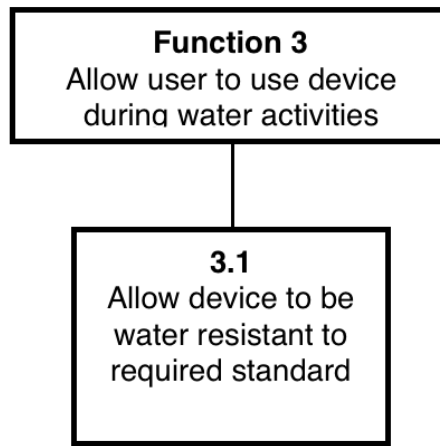 Function 3
Allow user to use device
during water activities
3.1
Allow device to be
water resistant to
required standard